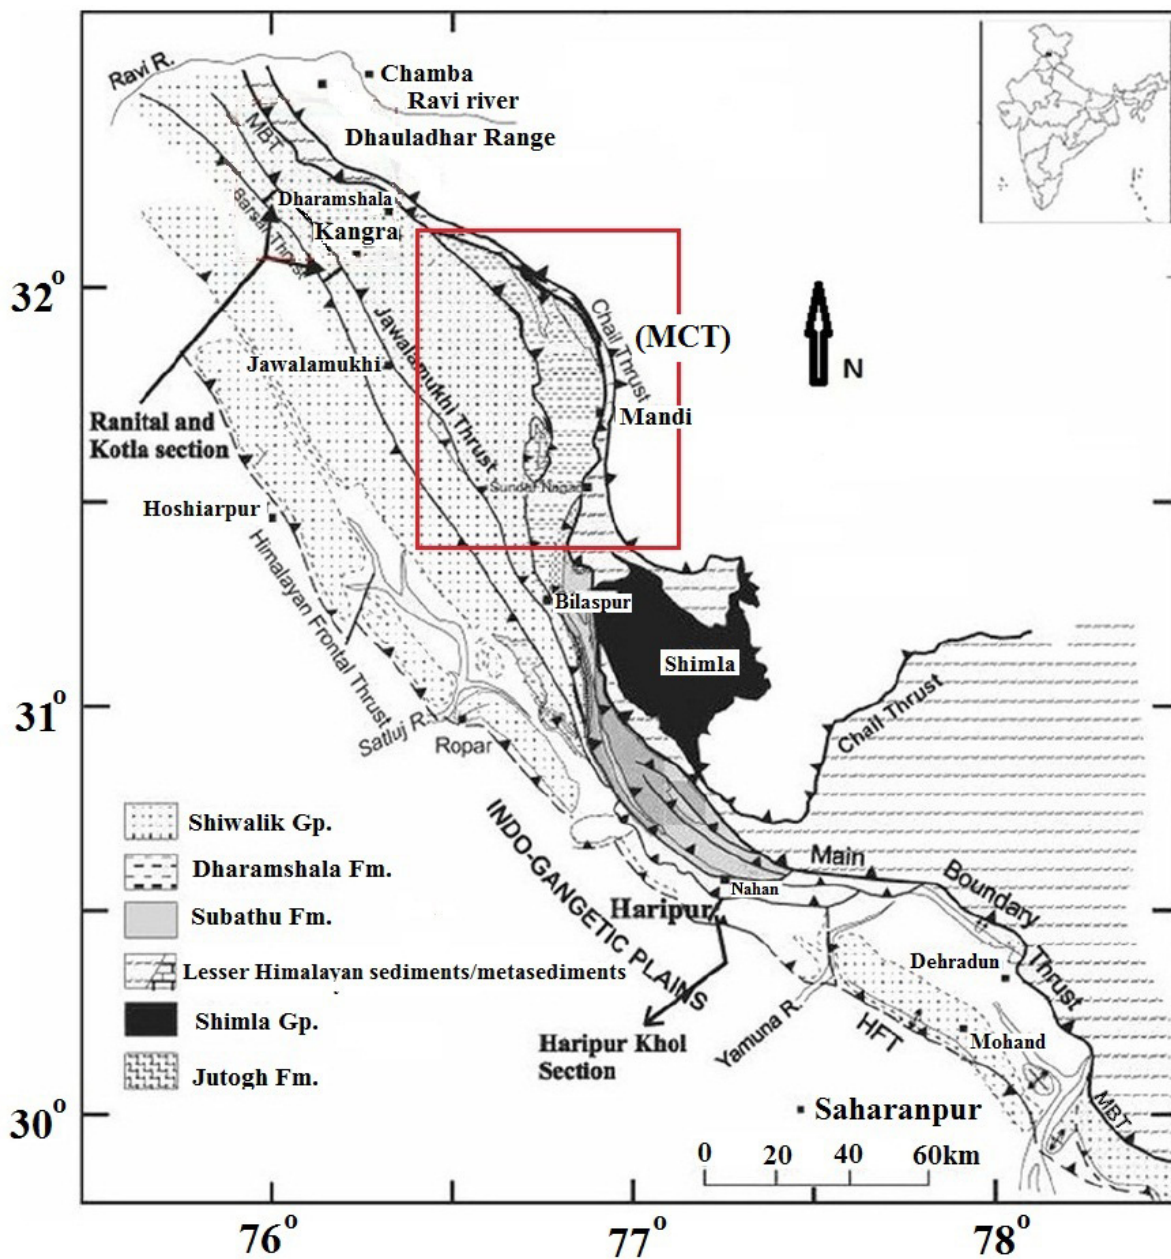 Ravi R.
Chamba
Ravi river
Dhauladhar Range
MBT
Dharamshala
Kangra
Barsar Thrust
32°
Jawalamukhi Thrust
Chail Thrust
(MCT)
N
Jawalamukhi
Mandi
Ranital and
Kotla section
Sundar Nagar
Hoshiarpur
Himalayan Frontal Thrust
Bilaspur
Shimla
31°
Satluj R.
Ropar
Chail Thrust
Shiwalik Gp.
Dharamshala Fm.
Subathu Fm.
Lesser Himalayan sediments/metasediments
Shimla Gp.
Jutogh Fm.
INDO-GANGETIC PLAINS
Main Boundary Thrust
Nahan
Haripur
Dehradun
Yamuna R.
HFT
Mohand
Haripur Khol
Section
MBT
30°
Saharanpur
0 20 40 60km
76° 77° 78°